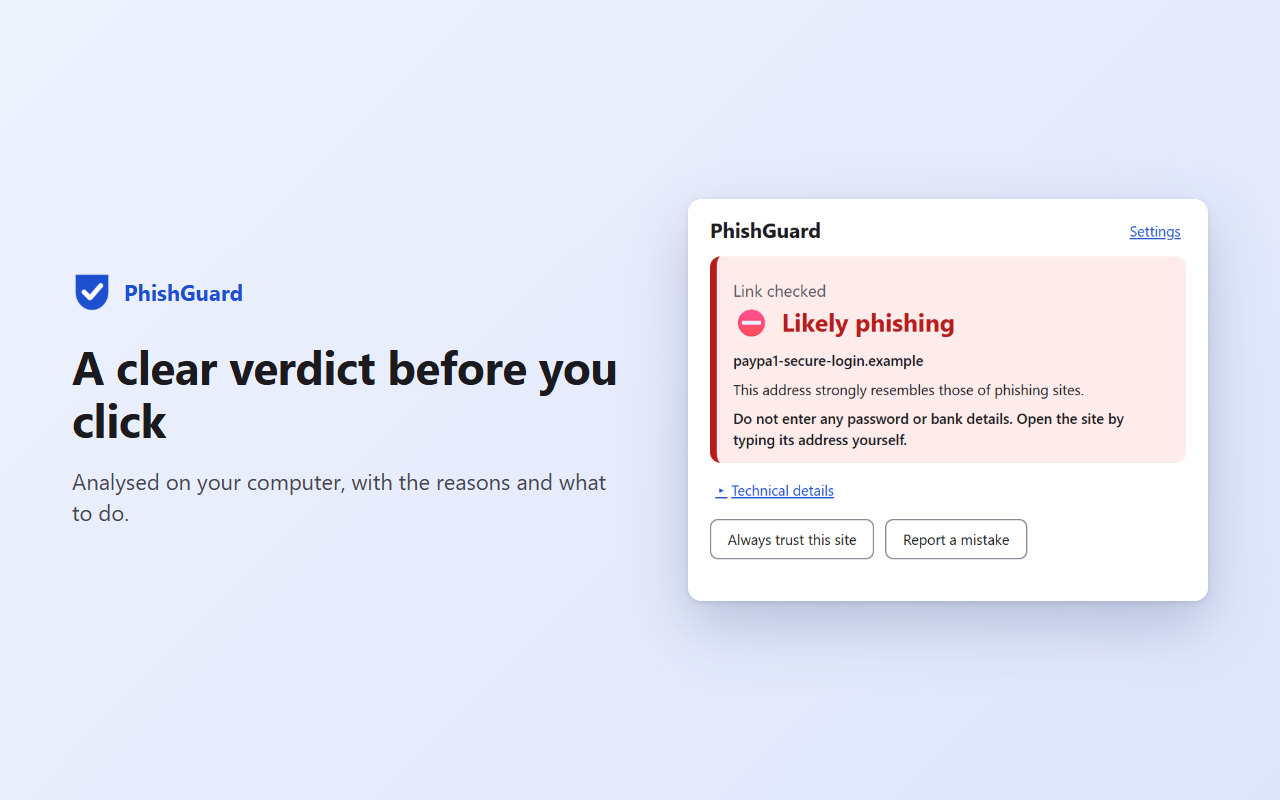 PhishGuard
A clear verdict before you
click
Analysed on your computer, with the reasons and what
to do.
PhishGuard
Settings
Link checked
Likely phishing
paypa1-secure-login.example
This address strongly resembles those of phishing sites.
Do not enter any password or bank details. Open the site by
typing its address yourself.
Technical details
Always trust this site
Report a mistake